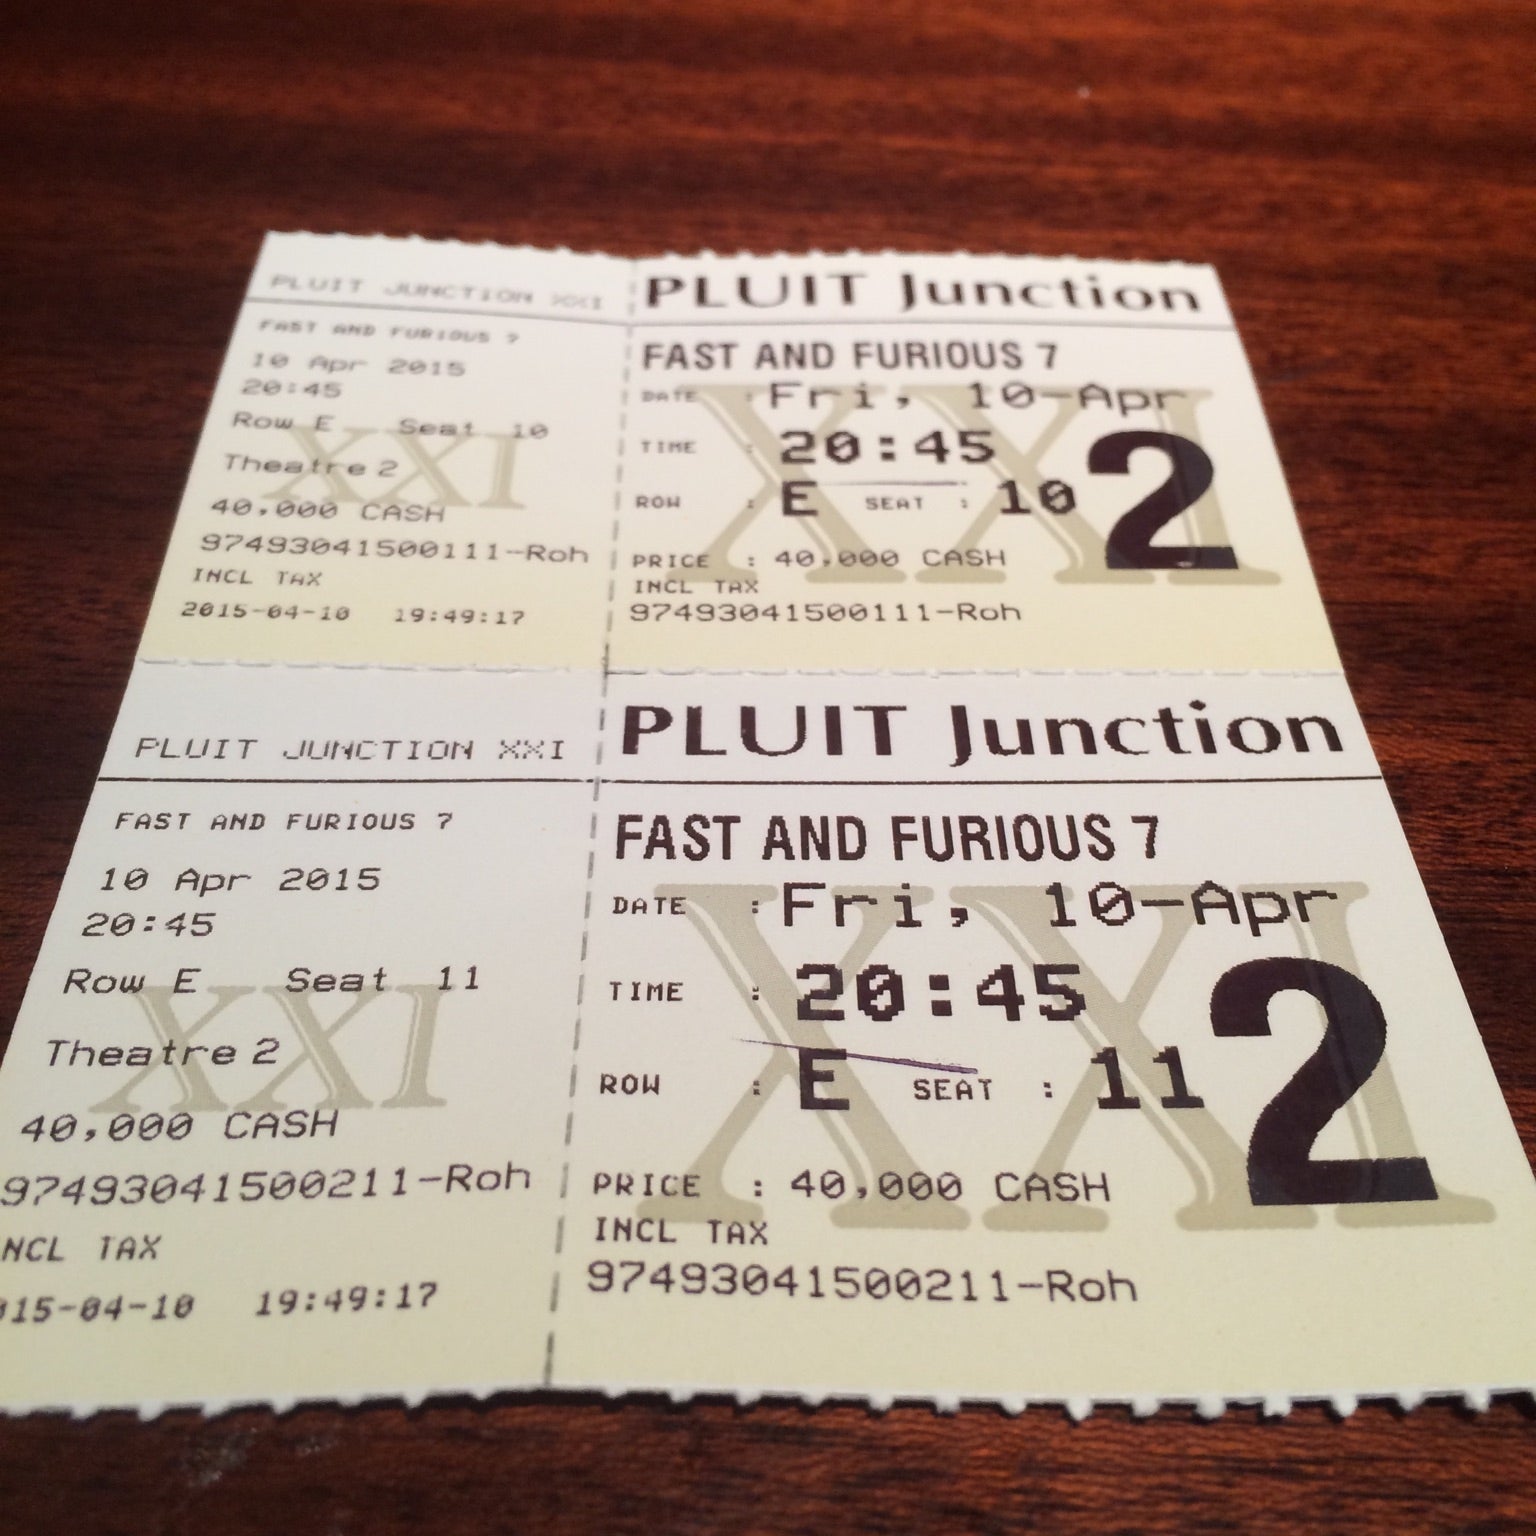 PLUIT JUNCTION XXI
FAST AND FURIOUS 7
10 Apr 2015
20:45
Row E Seat 10
Theatre 2
XXI
40,000 CASH
97493041500111-Roh
INCL TAX
2015-04-10 19:49:17
PLUIT Junction
FAST AND FURIOUS 7
DATE : Fri, 10-Apr
TIME : 20:45
2
ROW : E SEAT : 10
XXI
PRICE : 40,000 CASH
INCL TAX
97493041500111-Roh
PLUIT JUNCTION XXI
FAST AND FURIOUS 7
10 Apr 2015
20:45
Row E Seat 11
Theatre 2
XXI
40,000 CASH
97493041500211-Roh
NCL TAX
015-04-10 19:49:17
PLUIT Junction
FAST AND FURIOUS 7
DATE : Fri, 10-Apr
TIME : 20:45
2
ROW : E SEAT : 11
XXI
PRICE : 40,000 CASH
INCL TAX
97493041500211-Roh